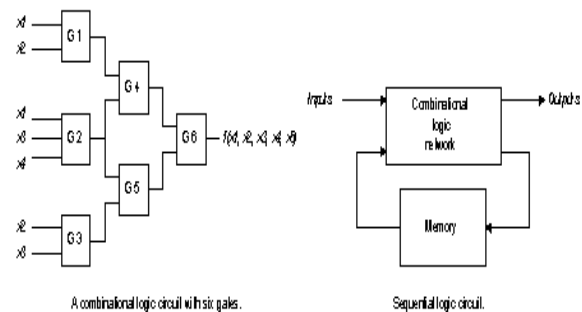 x1
x2
G1
G4
x1
x3
x4
G2
G6
f(x1, x2, x3, x4, x5)
G5
x2
x3
G3
A combinational logic circuit with six gates.
Inputs
Outputs
Combinational
logic
network
Memory
Sequential logic circuit.